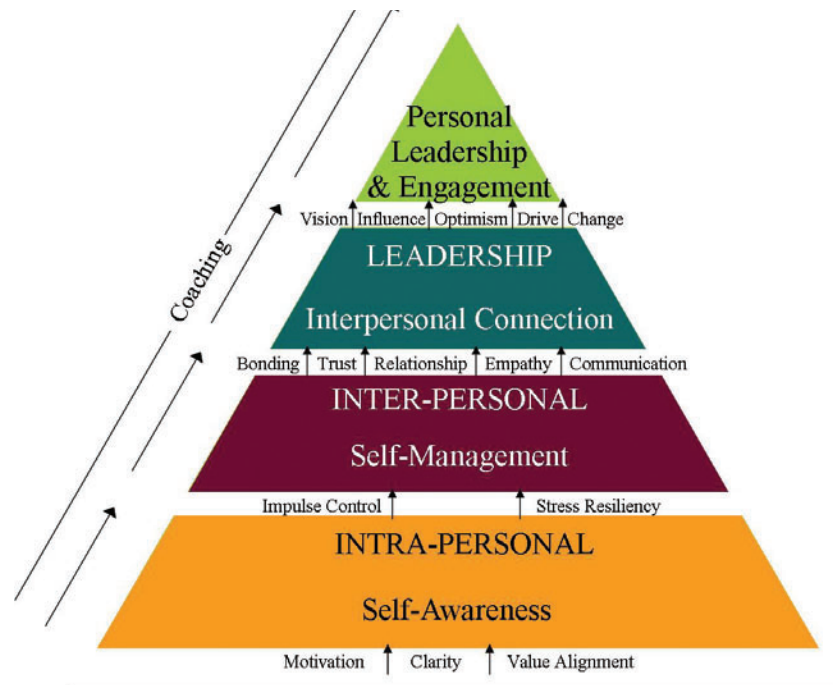 Coaching
Personal
Leadership
& Engagement
Vision Influence Optimism Drive Change
LEADERSHIP
Interpersonal Connection
Bonding Trust Relationship Empathy Communication
INTER-PERSONAL
Self-Management
Impulse Control Stress Resiliency
INTRA-PERSONAL
Self-Awareness
Motivation Clarity Value Alignment